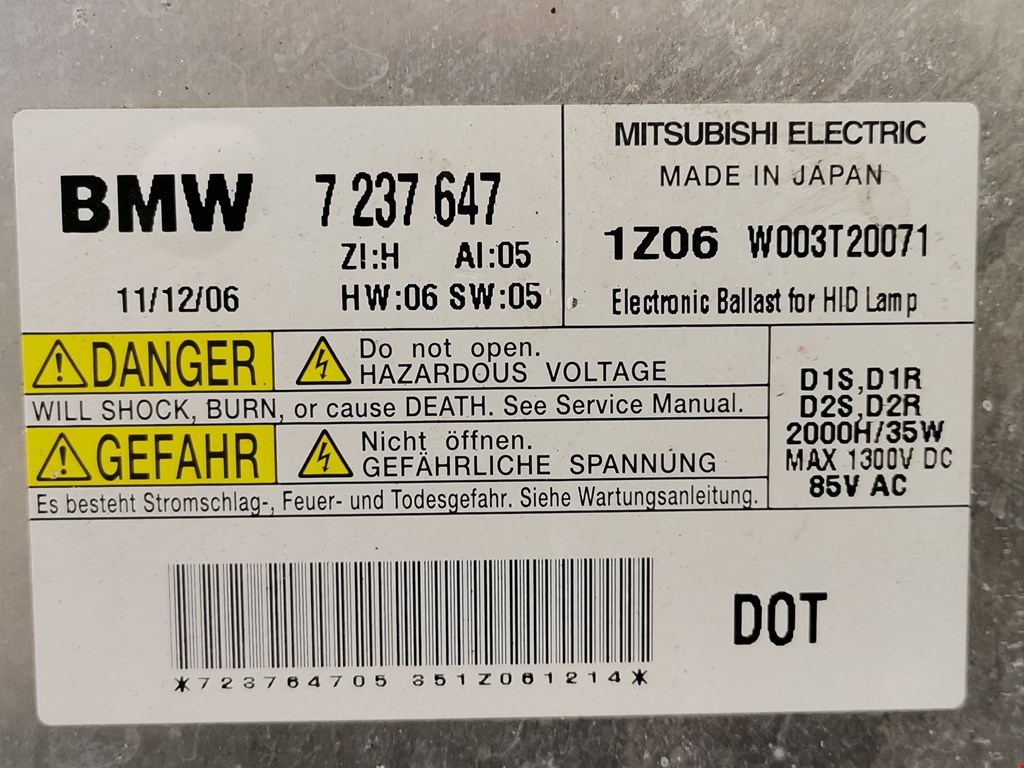 BMW 7 237 647
ZI:H AI:05
11/12/06 HW:06 SW:05
MITSUBISHI ELECTRIC
MADE IN JAPAN
1Z06 W003T20071
Electronic Ballast for HID Lamp
DANGER
Do not open.
HAZARDOUS VOLTAGE
WILL SHOCK, BURN, or cause DEATH. See Service Manual.
GEFAHR
Nicht öffnen.
GEFÄHRLICHE SPANNUNG
Es besteht Stromschlag-, Feuer- und Todesgefahr. Siehe Wartungsanleitung.
D1S,D1R
D2S,D2R
2000H/35W
MAX 1300V DC
85V AC
*723764705 351Z061214*
DOT